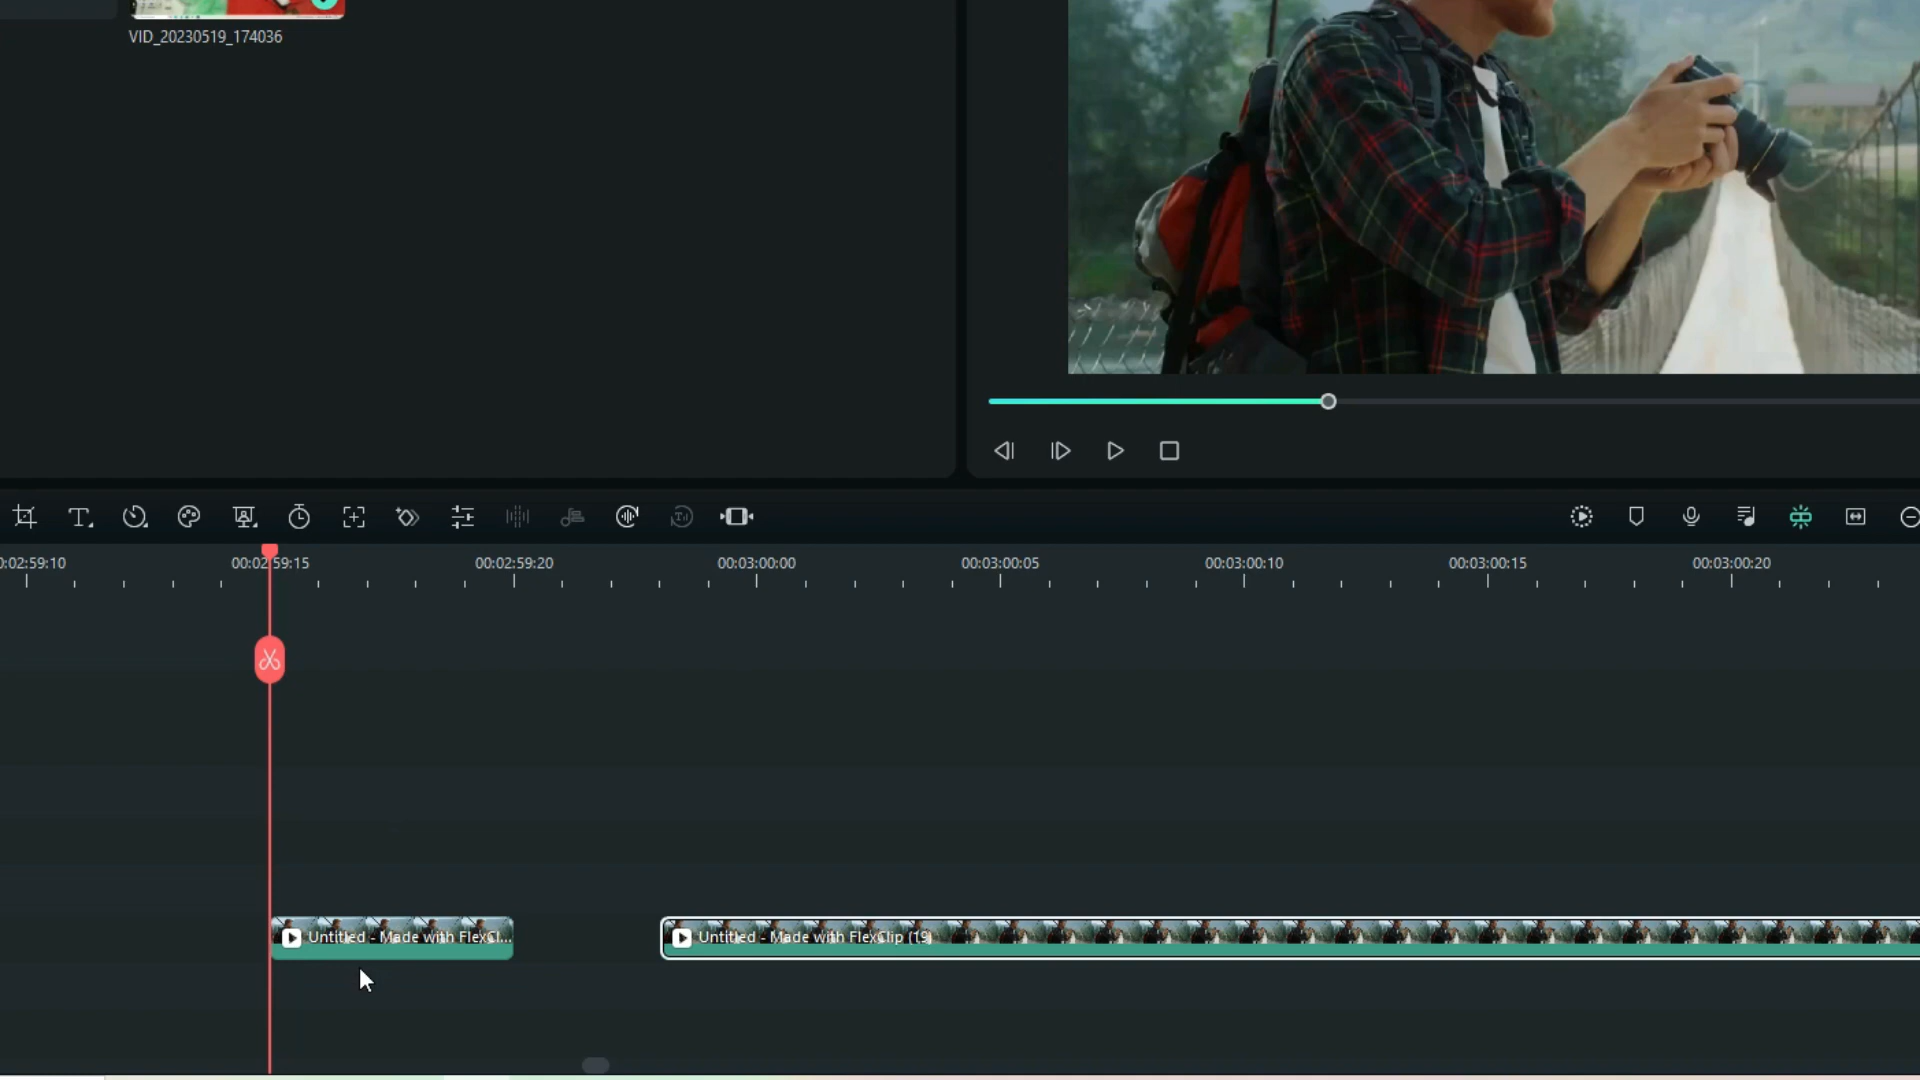 VID_20230519_174036
0:02:59:10
00:02:59:15
00:02:59:20
00:03:00:00
00:03:00:05
00:03:00:10
00:03:00:15
00:03:00:20
Untitled - Made with FlexCl...
Untitled - Made with FlexClip (19)